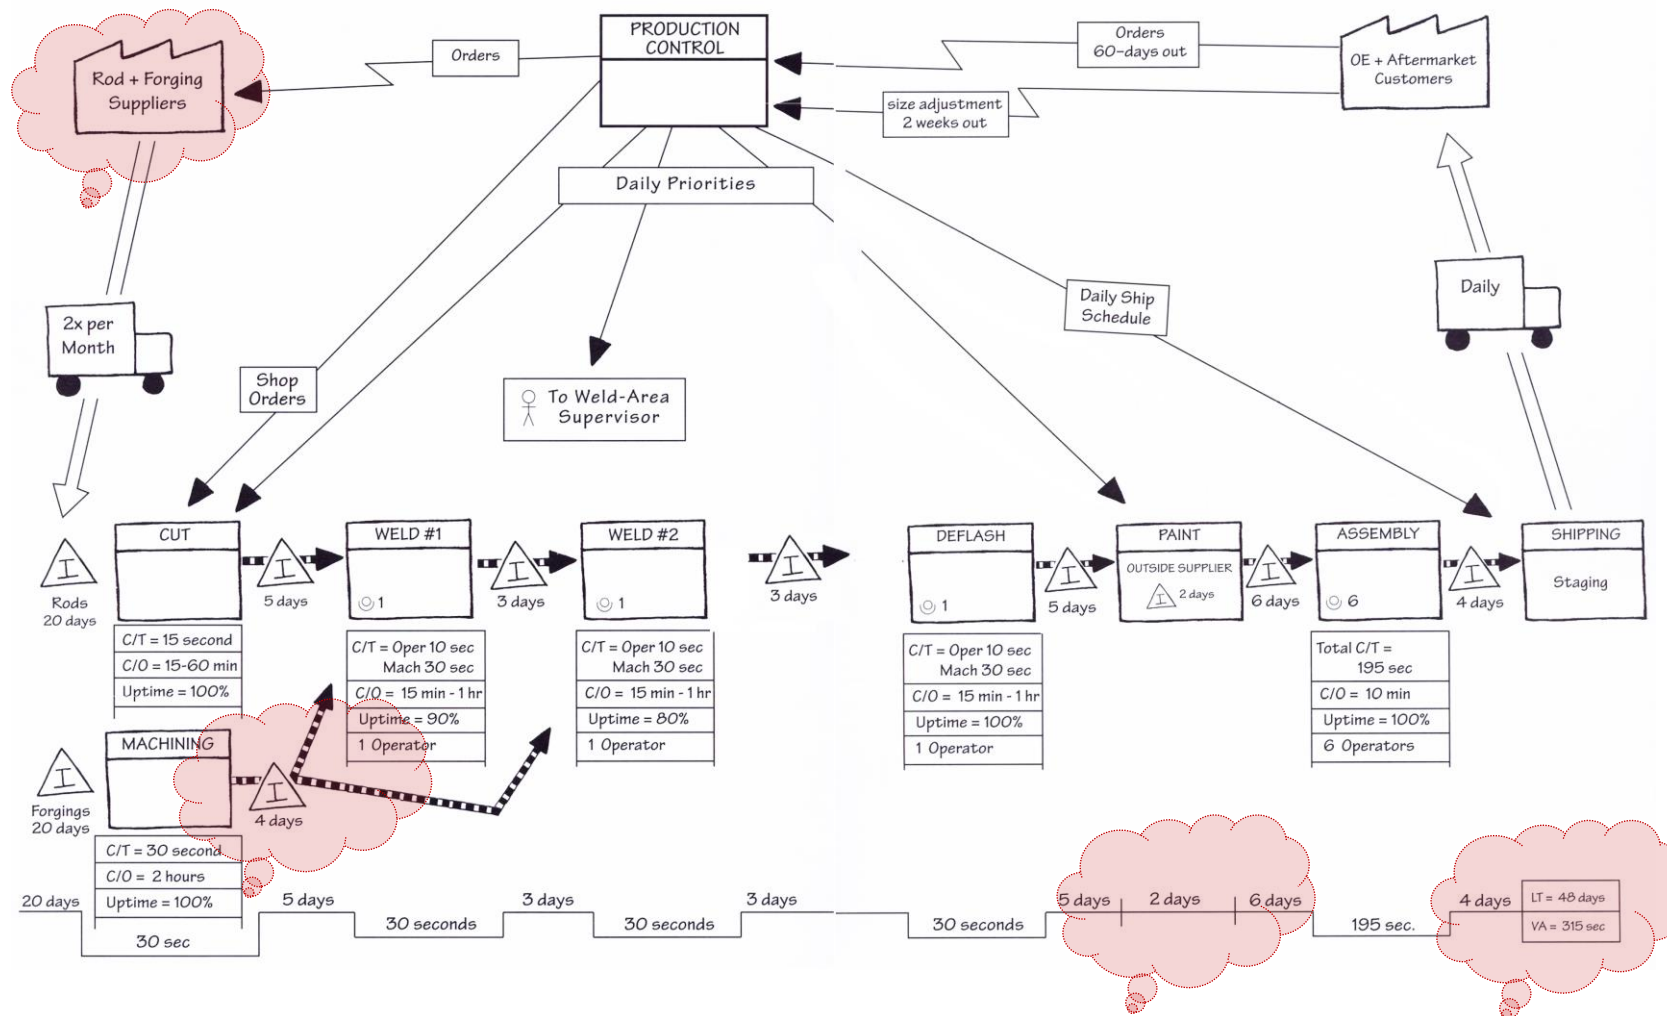 Rod + Forging
Suppliers
Orders
PRODUCTION
CONTROL
Orders
60-days out
size adjustment
2 weeks out
OE + Aftermarket
Customers
Daily Priorities
2x per
Month
Shop
Orders
To Weld-Area
Supervisor
Daily Ship
Schedule
Daily
I
Rods
20 days
CUT
C/T = 15 second
C/O = 15-60 min
Uptime = 100%
I
5 days
WELD #1
1
C/T = Oper 10 sec
Mach 30 sec
C/O = 15 min - 1 hr
Uptime = 90%
1 Operator
I
3 days
WELD #2
1
C/T = Oper 10 sec
Mach 30 sec
C/O = 15 min - 1 hr
Uptime = 80%
1 Operator
I
3 days
DEFLASH
1
C/T = Oper 10 sec
Mach 30 sec
C/O = 15 min - 1 hr
Uptime = 100%
1 Operator
I
5 days
PAINT
OUTSIDE SUPPLIER
I
2 days
I
6 days
ASSEMBLY
6
Total C/T =
195 sec
C/O = 10 min
Uptime = 100%
6 Operators
I
4 days
SHIPPING
Staging
I
Forgings
20 days
MACHINING
C/T = 30 second
C/O = 2 hours
Uptime = 100%
I
4 days
20 days
30 sec
5 days
30 seconds
3 days
30 seconds
3 days
30 seconds
5 days
2 days
6 days
195 sec.
4 days
LT = 48 days
VA = 315 sec